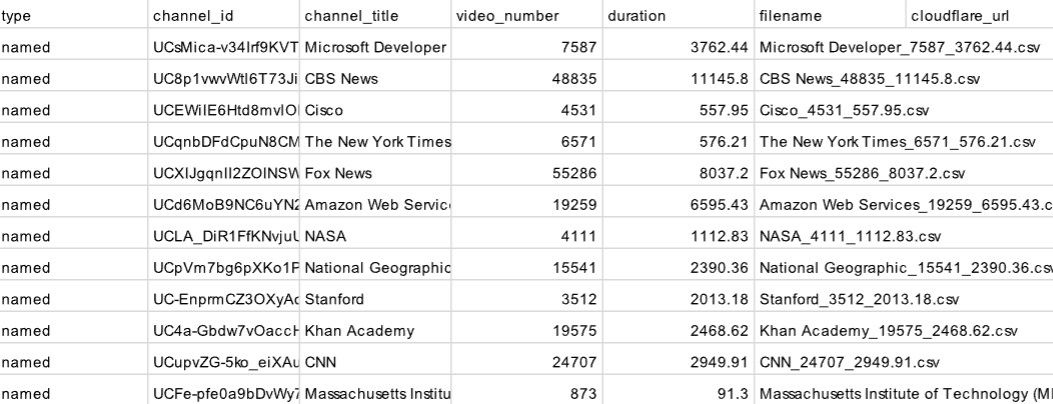 type channel_id channel_title video_number duration filename cloudflare_url
named UCsMica-v34Irf9KVT Microsoft Developer 7587 3762.44 Microsoft Developer_7587_3762.44.csv
named UC8p1vwvWtl6T73Ji CBS News 48835 11145.8 CBS News_48835_11145.8.csv
named UCEWiIE6Htd8mvlO Cisco 4531 557.95 Cisco_4531_557.95.csv
named UCqnbDFdCpuN8CM The New York Times 6571 576.21 The New York Times_6571_576.21.csv
named UCXIJgqnII2ZOINSW Fox News 55286 8037.2 Fox News_55286_8037.2.csv
named UCd6MoB9NC6uYN2 Amazon Web Servic 19259 6595.43 Amazon Web Services_19259_6595.43.c
named UCLA_DiR1FfKNvjuU NASA 4111 1112.83 NASA_4111_1112.83.csv
named UCpVm7bg6pXKo1P National Geographic 15541 2390.36 National Geographic_15541_2390.36.csv
named UC-EnprmCZ3OXyAc Stanford 3512 2013.18 Stanford_3512_2013.18.csv
named UC4a-Gbdw7vOaccH Khan Academy 19575 2468.62 Khan Academy_19575_2468.62.csv
named UCupvZG-5ko_eiXAu CNN 24707 2949.91 CNN_24707_2949.91.csv
named UCFe-pfe0a9bDvWy7 Massachusetts Institu 873 91.3 Massachusetts Institute of Technology (MI